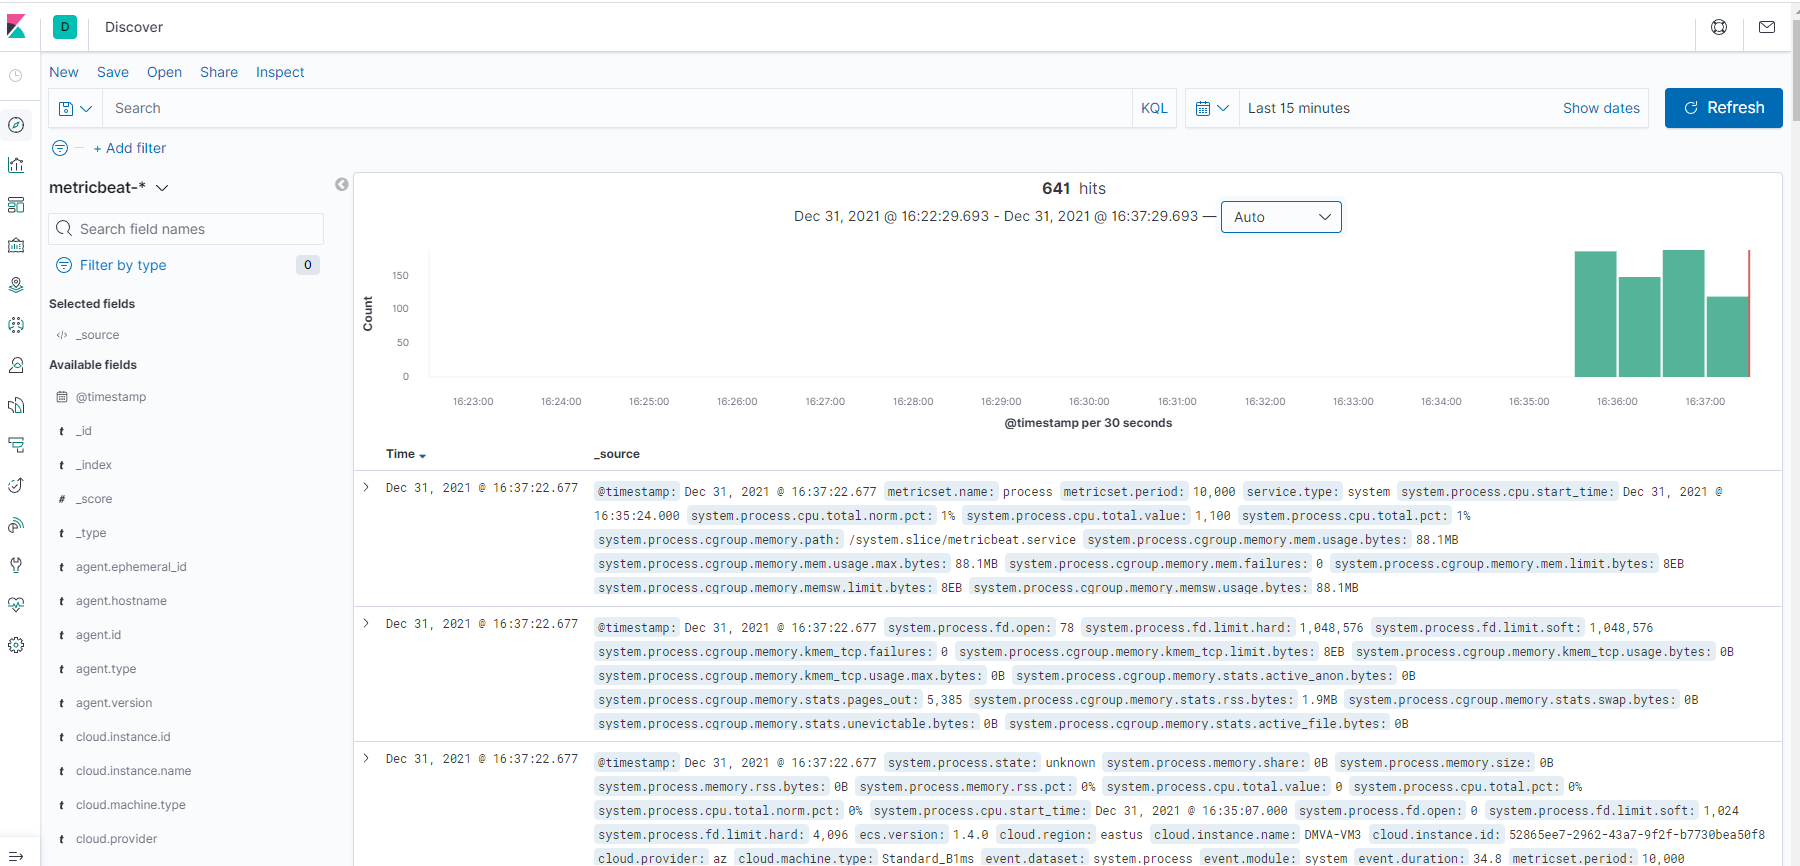 D Discover
New Save Open Share Inspect
Search KQL Last 15 minutes Show dates Refresh
+ Add filter
metricbeat-*
Search field names
Filter by type 0
Selected fields
</> _source
Available fields
@timestamp
t _id
t _index
# _score
t _type
t agent.ephemeral_id
t agent.hostname
t agent.id
t agent.type
t agent.version
t cloud.instance.id
t cloud.instance.name
t cloud.machine.type
t cloud.provider
641 hits
Dec 31, 2021 @ 16:22:29.693 - Dec 31, 2021 @ 16:37:29.693 — Auto
Count
150
100
50
0
16:23:00 16:24:00 16:25:00 16:26:00 16:27:00 16:28:00 16:29:00 16:30:00 16:31:00 16:32:00 16:33:00 16:34:00 16:35:00 16:36:00 16:37:00
@timestamp per 30 seconds
Time _source
Dec 31, 2021 @ 16:37:22.677 @timestamp: Dec 31, 2021 @ 16:37:22.677 metricset.name: process metricset.period: 10,000 service.type: system system.process.cpu.start_time: Dec 31, 2021 @
16:35:24.000 system.process.cpu.total.norm.pct: 1% system.process.cpu.total.value: 1,100 system.process.cpu.total.pct: 1%
system.process.cgroup.memory.path: /system.slice/metricbeat.service system.process.cgroup.memory.mem.usage.bytes: 88.1MB
system.process.cgroup.memory.mem.usage.max.bytes: 88.1MB system.process.cgroup.memory.mem.failures: 0 system.process.cgroup.memory.mem.limit.bytes: 8EB
system.process.cgroup.memory.memsw.limit.bytes: 8EB system.process.cgroup.memory.memsw.usage.bytes: 88.1MB
Dec 31, 2021 @ 16:37:22.677 @timestamp: Dec 31, 2021 @ 16:37:22.677 system.process.fd.open: 78 system.process.fd.limit.hard: 1,048,576 system.process.fd.limit.soft: 1,048,576
system.process.cgroup.memory.kmem_tcp.failures: 0 system.process.cgroup.memory.kmem_tcp.limit.bytes: 8EB system.process.cgroup.memory.kmem_tcp.usage.bytes: 0B
system.process.cgroup.memory.kmem_tcp.usage.max.bytes: 0B system.process.cgroup.memory.stats.active_anon.bytes: 0B
system.process.cgroup.memory.stats.pages_out: 5,385 system.process.cgroup.memory.stats.rss.bytes: 1.9MB system.process.cgroup.memory.stats.swap.bytes: 0B
system.process.cgroup.memory.stats.unevictable.bytes: 0B system.process.cgroup.memory.stats.active_file.bytes: 0B
Dec 31, 2021 @ 16:37:22.677 @timestamp: Dec 31, 2021 @ 16:37:22.677 system.process.state: unknown system.process.memory.share: 0B system.process.memory.size: 0B
system.process.memory.rss.bytes: 0B system.process.memory.rss.pct: 0% system.process.cpu.total.value: 0 system.process.cpu.total.pct: 0%
system.process.cpu.total.norm.pct: 0% system.process.cpu.start_time: Dec 31, 2021 @ 16:35:07.000 system.process.fd.open: 0 system.process.fd.limit.soft: 1,024
system.process.fd.limit.hard: 4,096 ecs.version: 1.4.0 cloud.region: eastus cloud.instance.name: DMVA-VM3 cloud.instance.id: 52865ee7-2962-43a7-9f2f-b7730bea50f8
cloud.provider: az cloud.machine.type: Standard_B1ms event.dataset: system.process event.module: system event.duration: 34.8 metricset.period: 10,000